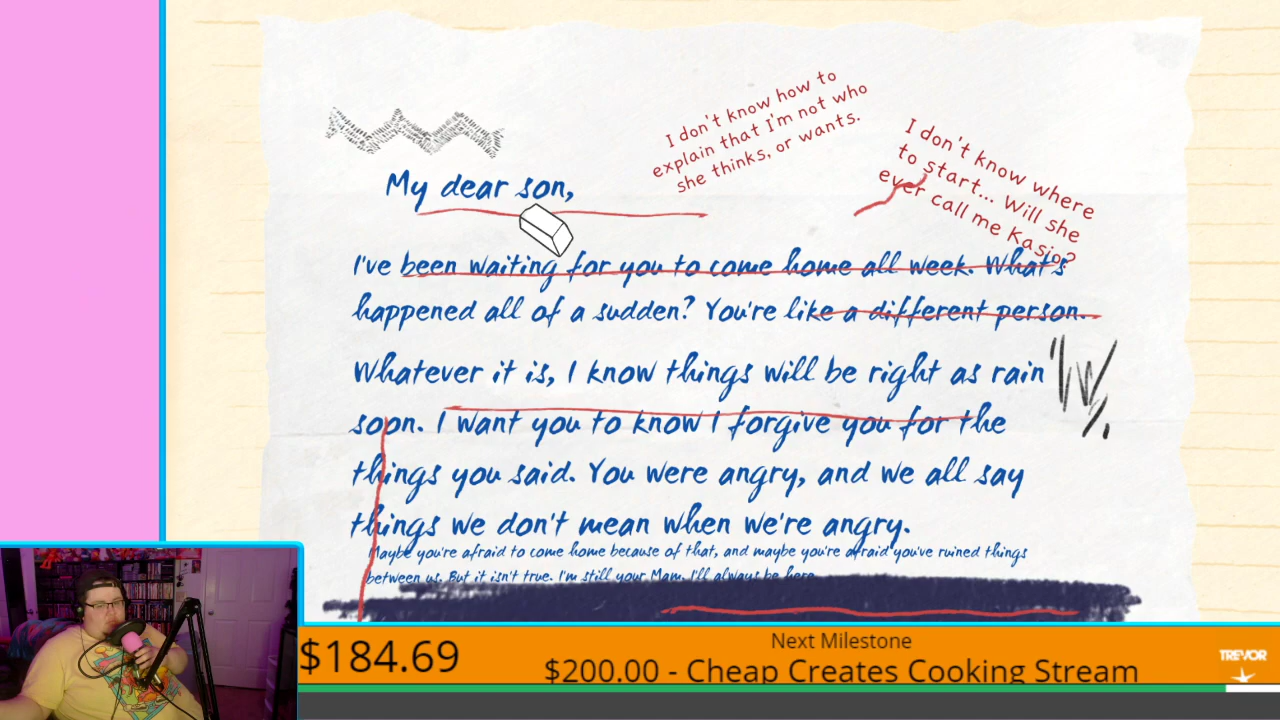 I don't know how to
explain that I'm not who
she thinks, or wants.
I don't know where
to start... Will she
ever call me Kasio?
My dear son,
I've been waiting for you to come home all week. What's
happened all of a sudden? You're like a different person.
Whatever it is, I know things will be right as rain
soon. I want you to know I forgive you for the
things you said. You were angry, and we all say
things we don't mean when we're angry.
Maybe you're afraid to come home because of that, and maybe you're afraid you've ruined things
between us. But it isn't true. I'm still your Mam. I'll always be here
$184.69
Next Milestone
$200.00 - Cheap Creates Cooking Stream
TREVOR